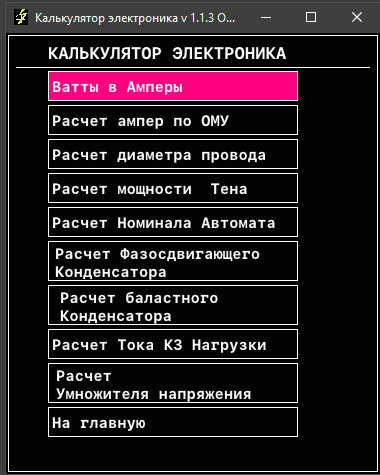 Калькулятор электроника v 1.1.3 О...
КАЛЬКУЛЯТОР ЭЛЕКТРОНИКА
Ватты в Амперы
Расчет ампер по ОМУ
Расчет диаметра провода
Расчет мощности  Тена
Расчет Номинала Автомата
Расчет Фазосдвигающего
Конденсатора
Расчет баластного
Конденсатора
Расчет Тока КЗ Нагрузки
Расчет
Умножителя напряжения
На главную